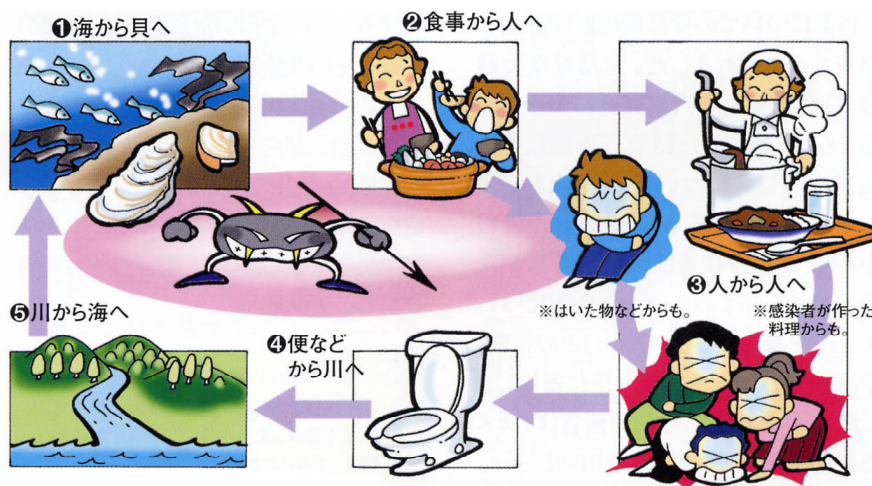 ❶海から貝へ
❷食事から人へ
❸人から人へ
※はいた物などからも。
※感染者が作った
料理からも。
❹便など
から川へ
❺川から海へ